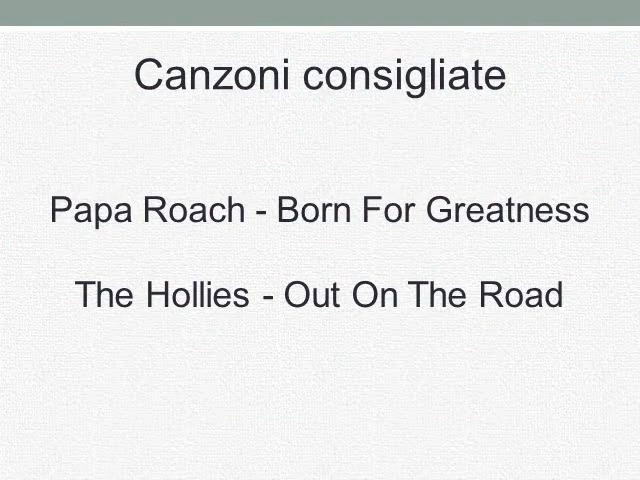 Canzoni consigliate
Papa Roach - Born For Greatness
The Hollies - Out On The Road